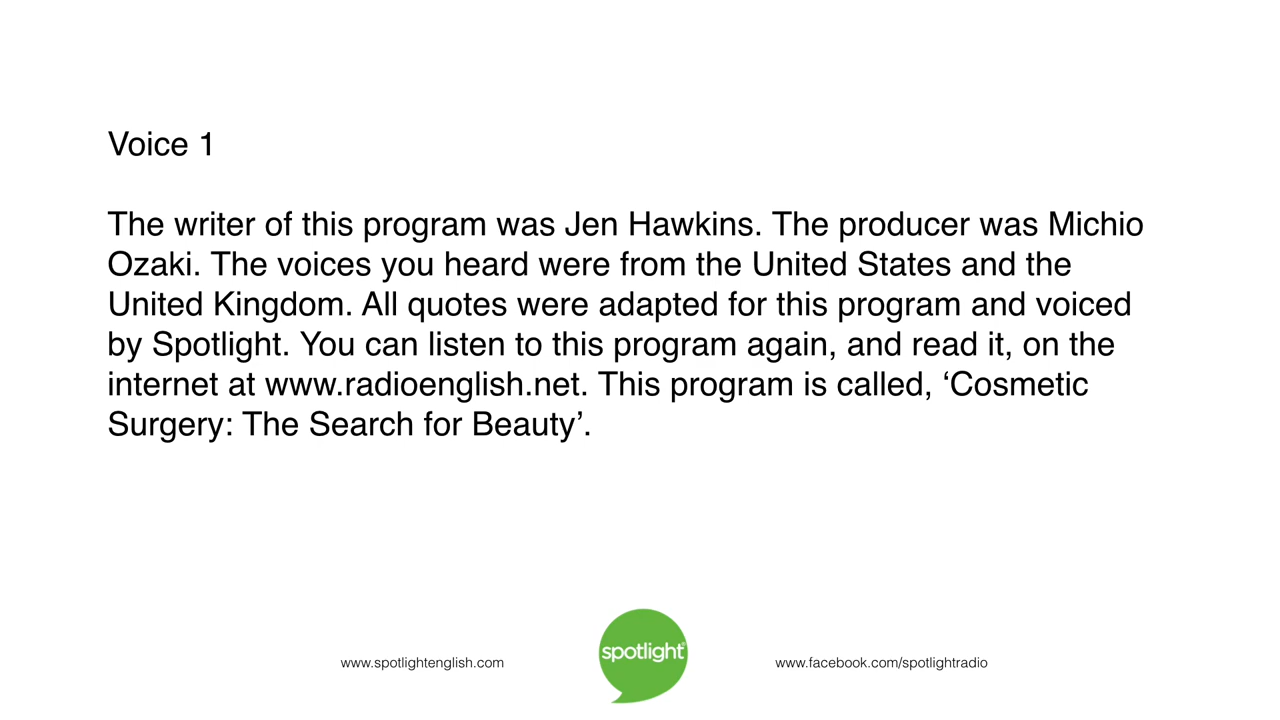 Voice 1
The writer of this program was Jen Hawkins. The producer was Michio
Ozaki. The voices you heard were from the United States and the
United Kingdom. All quotes were adapted for this program and voiced
by Spotlight. You can listen to this program again, and read it, on the
internet at www.radioenglish.net. This program is called, ‘Cosmetic
Surgery: The Search for Beauty’.
www.spotlightenglish.com
spotlight®
www.facebook.com/spotlightradio